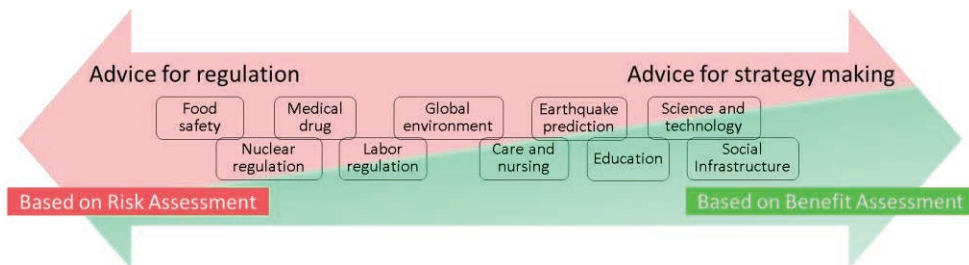 Advice for regulation
Advice for strategy making
Food
safety
Medical
drug
Global
environment
Earthquake
prediction
Science and
technology
Nuclear
regulation
Labor
regulation
Care and
nursing
Education
Social
Infrastructure
Based on Risk Assessment
Based on Benefit Assessment